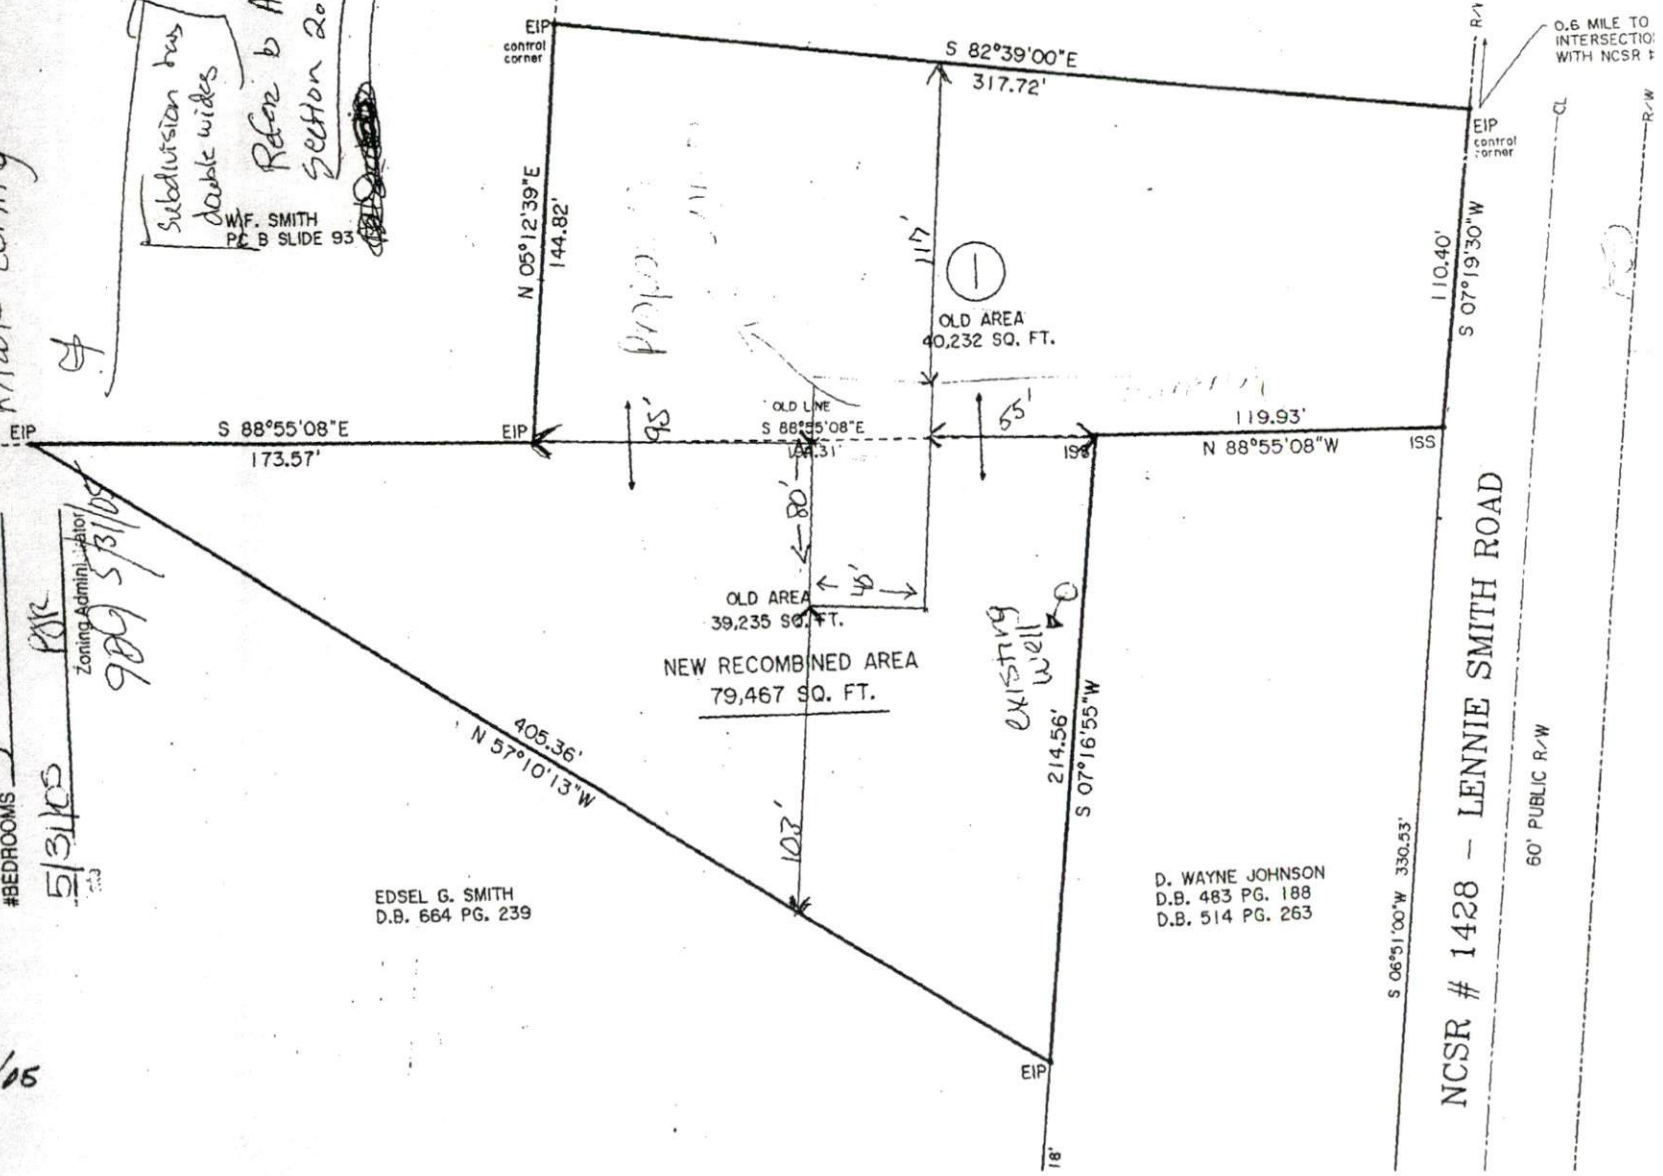 Subdivision has
double wides
Refer to A
Section 20
W.F. SMITH
PC B SLIDE 93
EIP
control
corner
S 82°39'00"E
317.72'
R/W
0.6 MILE TO
INTERSECTIO
WITH NCSR #
EIP
control
corner
CL
R/W
N 05°12'39"E
144.82'
117'
1
OLD AREA
40,232 SQ. FT.
110.40'
S 07°19'30"W
EIP
S 88°55'08"E
173.57'
EIP
95'
OLD LINE
S 88°55'08"E
194.31'
55'
ISS
119.93'
N 88°55'08"W
ISS
80'
45'
OLD AREA
39,235 SQ. FT.
NEW RECOMBINED AREA
79,467 SQ. FT.
existing
well
214.56'
S 07°16'55"W
405.36'
N 57°10'13"W
103'
Zoning Administrator
#BEDROOMS
5/31/05
EDSEL G. SMITH
D.B. 664 PG. 239
D. WAYNE JOHNSON
D.B. 483 PG. 188
D.B. 514 PG. 263
S 06°51'00"W 330.53'
NCSR # 1428 - LENNIE SMITH ROAD
60' PUBLIC R/W
EIP
18'
/05